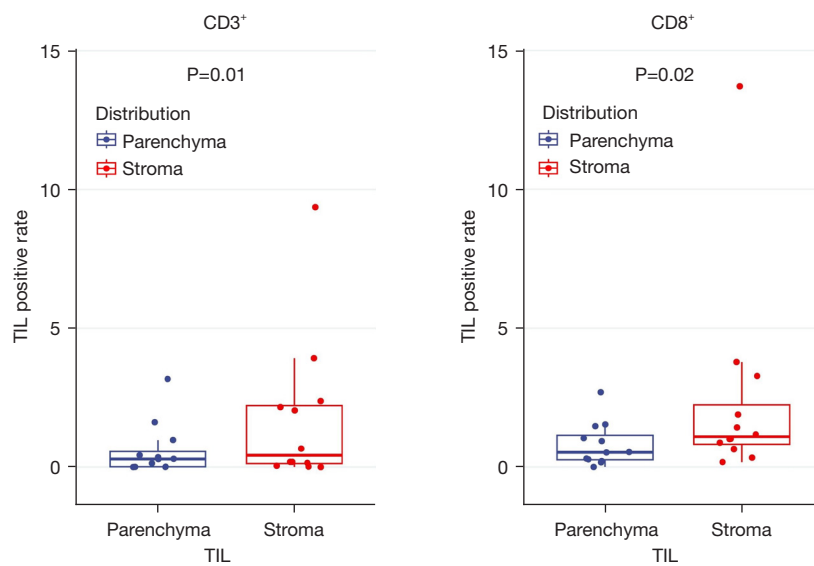 CD3⁺
15
P=0.01
Distribution
Parenchyma
Stroma
10
TIL positive rate
5
0
Parenchyma Stroma
TIL
CD8⁺
15
P=0.02
Distribution
Parenchyma
Stroma
10
TIL positive rate
5
0
Parenchyma Stroma
TIL